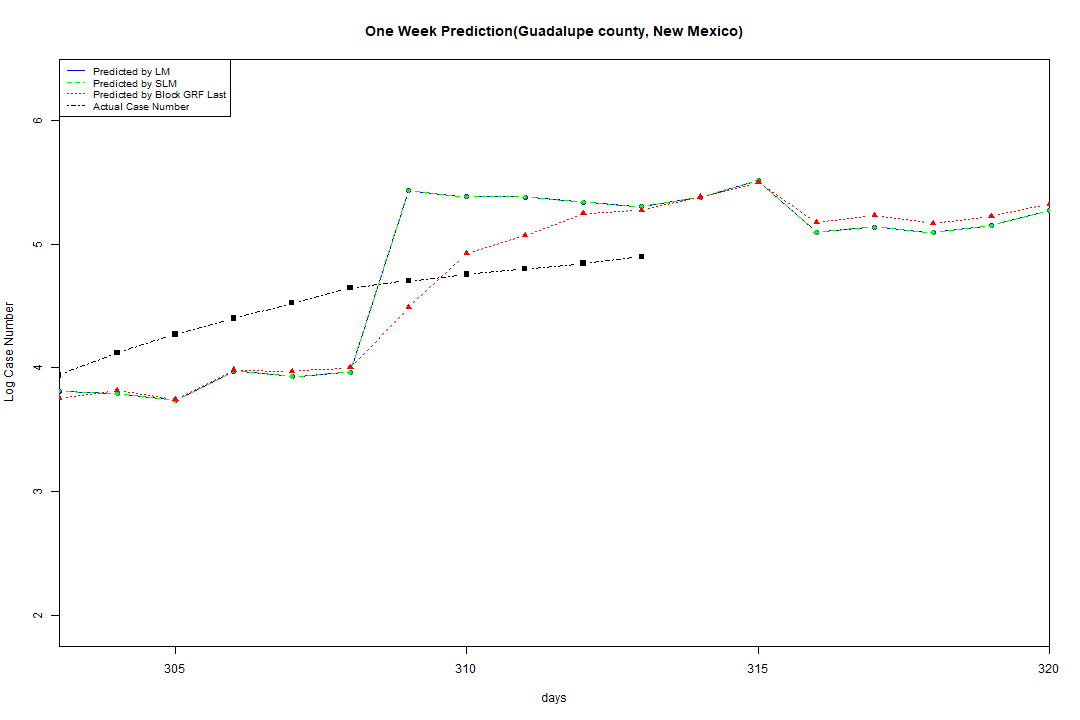 One Week Prediction(Guadalupe county, New Mexico)
Predicted by LM
Predicted by SLM
Predicted by Block GRF Last
Actual Case Number
6
5
4
3
2
Log Case Number
305 310 315 320
days